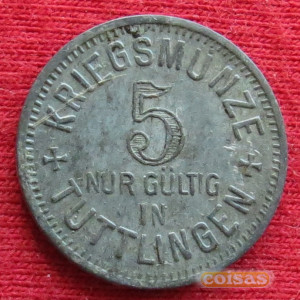 KRIEGSMÜNZE
5
NUR GÜLTIG
IN
TUTTLINGEN
coisas